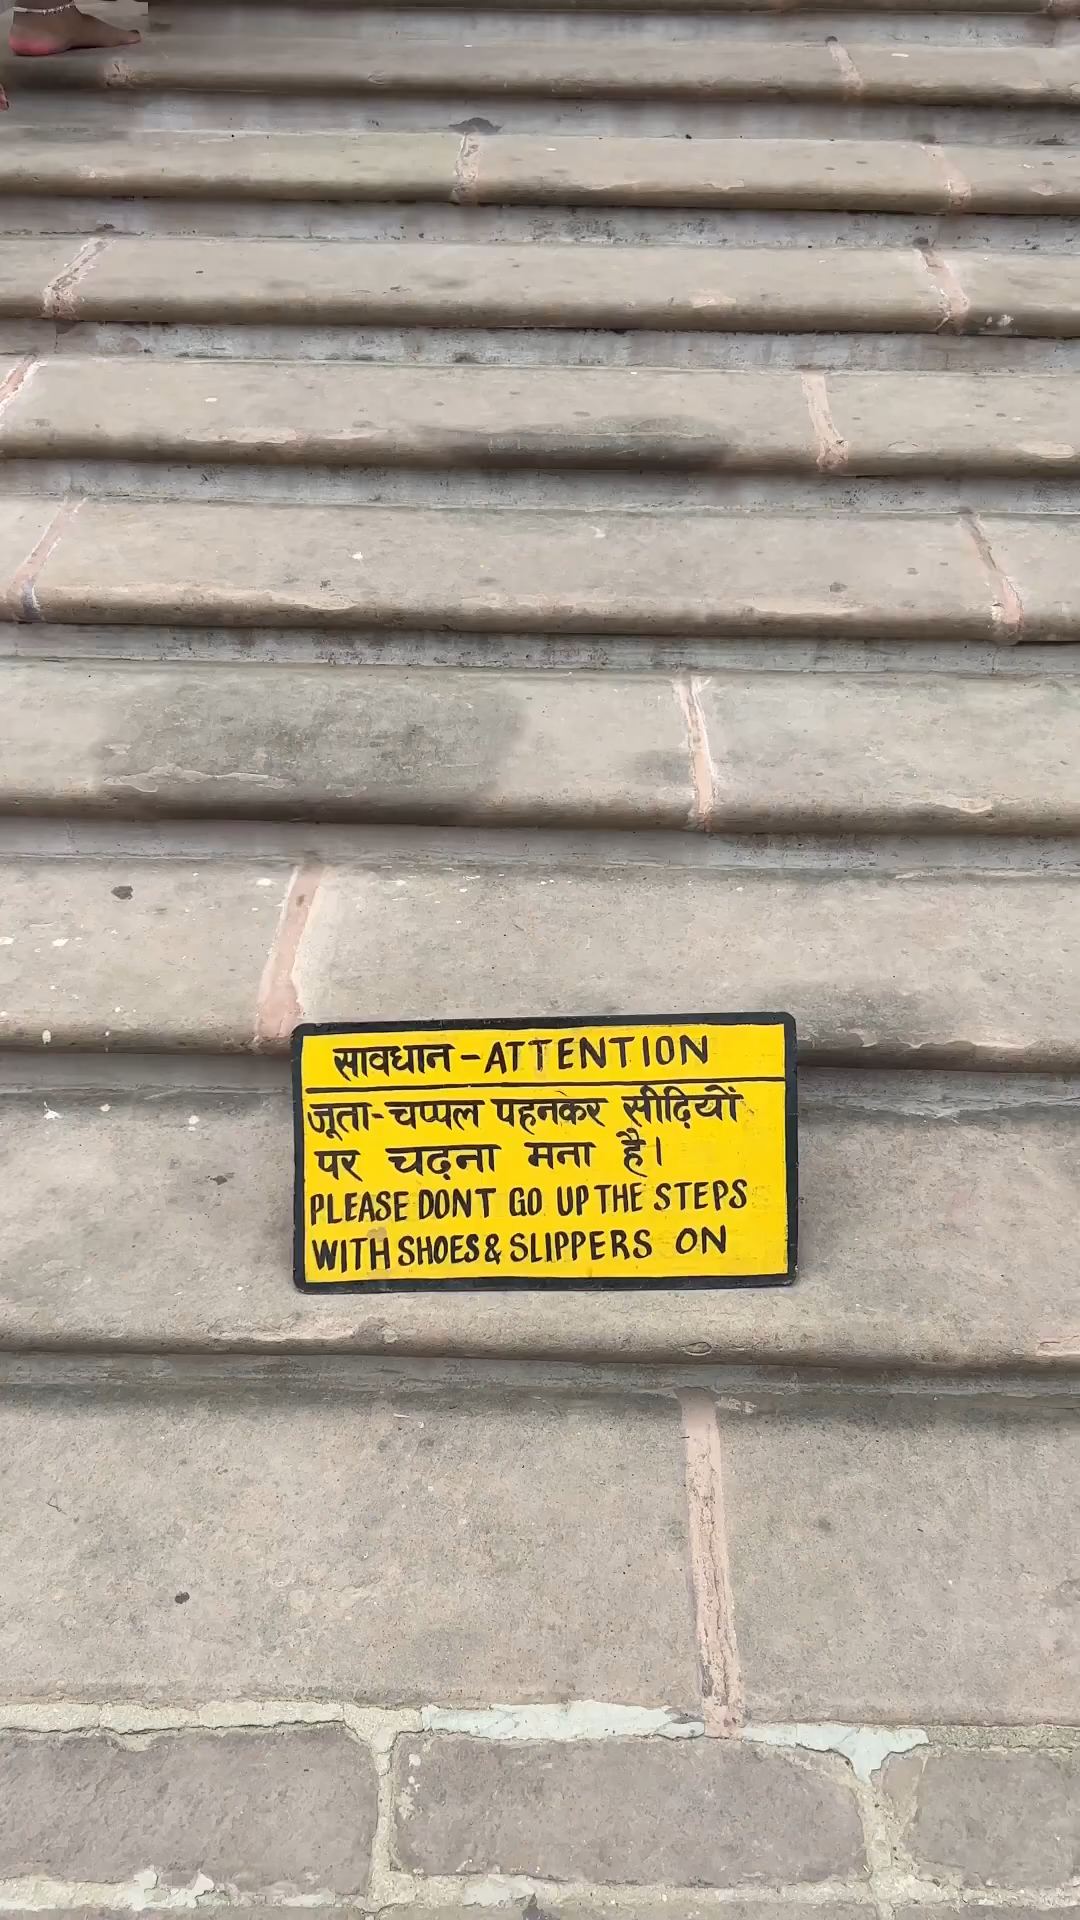 सावधान - ATTENTION
जूता-चप्पल पहनकर सीढ़ियों
पर चढ़ना मना है।
PLEASE DONT GO UP THE STEPS
WITH SHOES & SLIPPERS ON